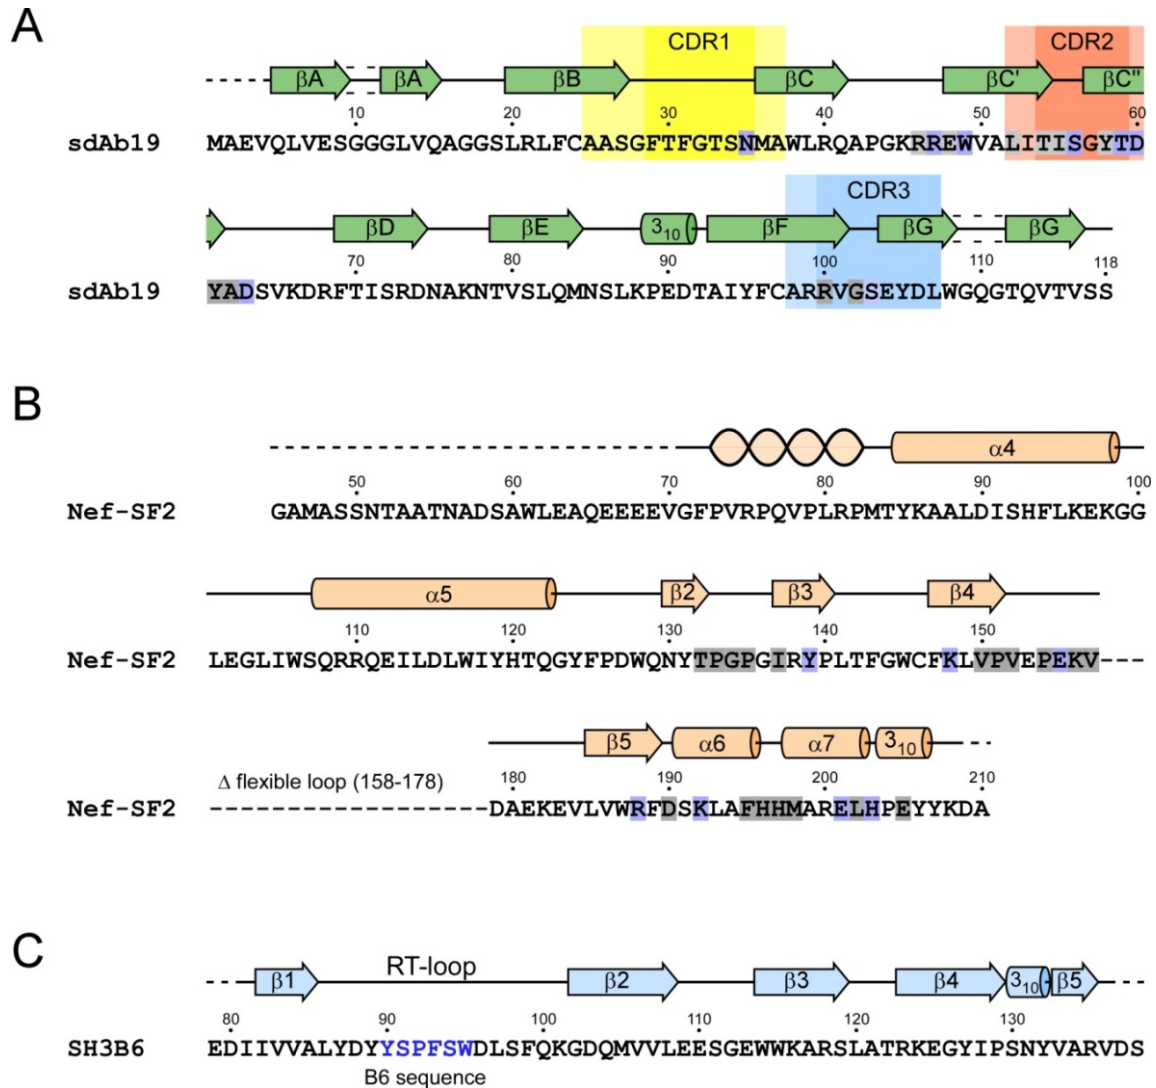 A
CDR1 CDR2
βA βA βB βC βC' βC''
10 20 30 40 50 60
sdAb19 MAEVQLVESGGGLVQAGGSLRLFCAASGFTFGTSNMAWLRQAPGKRREWVALITISGYTD
CDR3
βD βE 3₁₀ βF βG βG
70 80 90 100 110 118
sdAb19 YADSVKDRFTISRDNAKNTVSLQMNSLKPEDTAIYFCARRVGSEYDLWGQGTQVTVSS
B
α4
50 60 70 80 90 100
Nef-SF2 GAMASSNTAATNADSAWLEAQEEEEVGFPVRPQVPLRPMTYKAALDISHFLKEKGG
α5 β2 β3 β4
110 120 130 140 150
Nef-SF2 LEGLIWSQRRQEILDLWIYHTQGYFPDWQNYTPGPGIRYPLTFGWCFKLVPVEPEKV----
β5 α6 α7 3₁₀
Δ flexible loop (158-178) 180 190 200 210
Nef-SF2 DAEKEVLVWRFDSKLAFHHMARELHPEYYKDA
C
β1 RT-loop β2 β3 β4 3₁₀ β5
80 90 100 110 120 130
SH3B6 EDIIVVALYDYYSPFSWDLSFQKGDQMVVLEESGEWWKARSLATRKEGYIPSNYVARVDS
B6 sequence